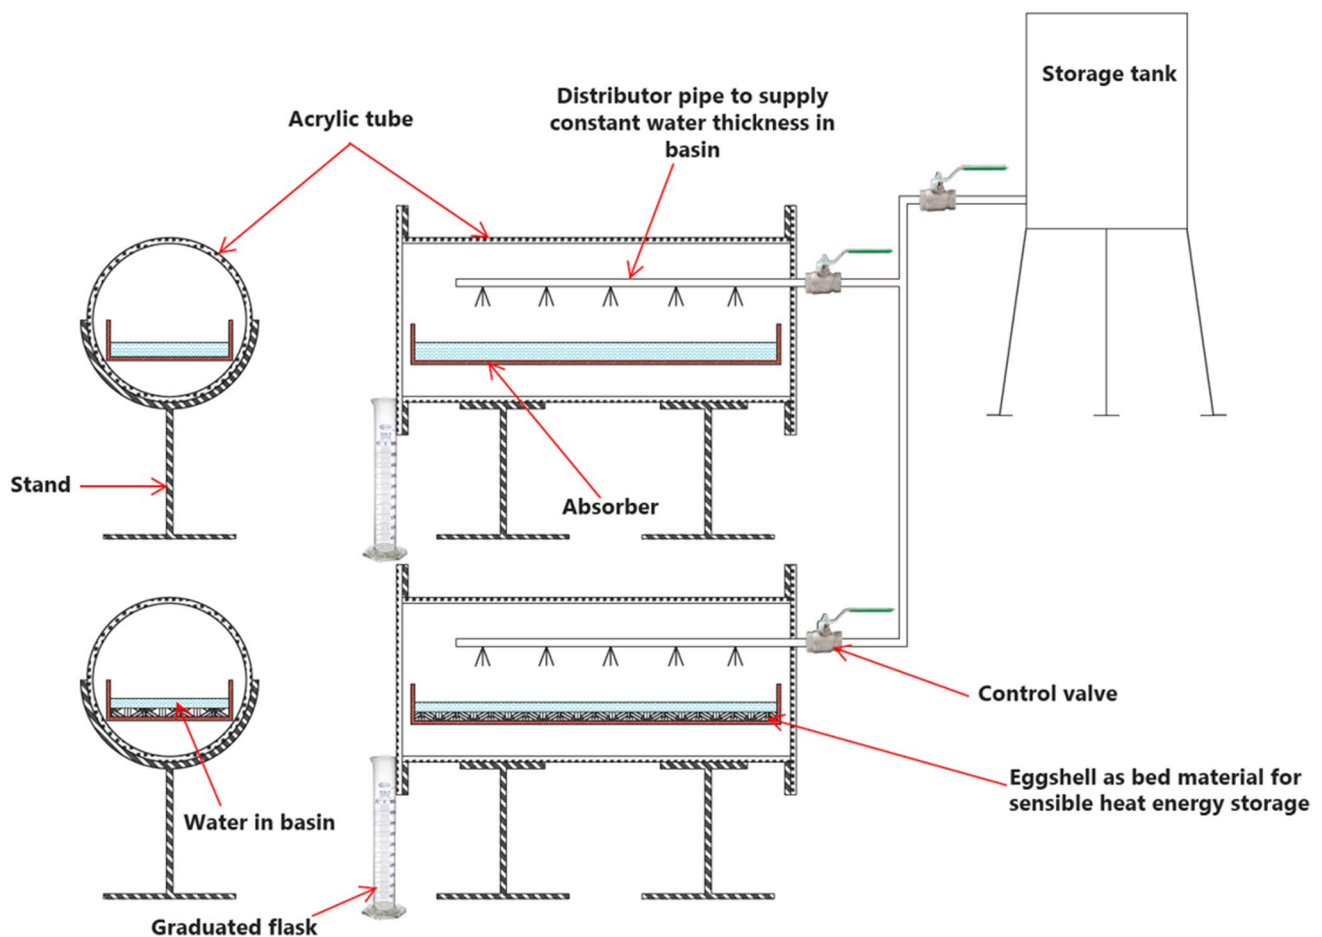 Storage tank
Distributor pipe to supply
constant water thickness in
basin
Acrylic tube
Stand
Absorber
Control valve
Eggshell as bed material for
sensible heat energy storage
Water in basin
Graduated flask